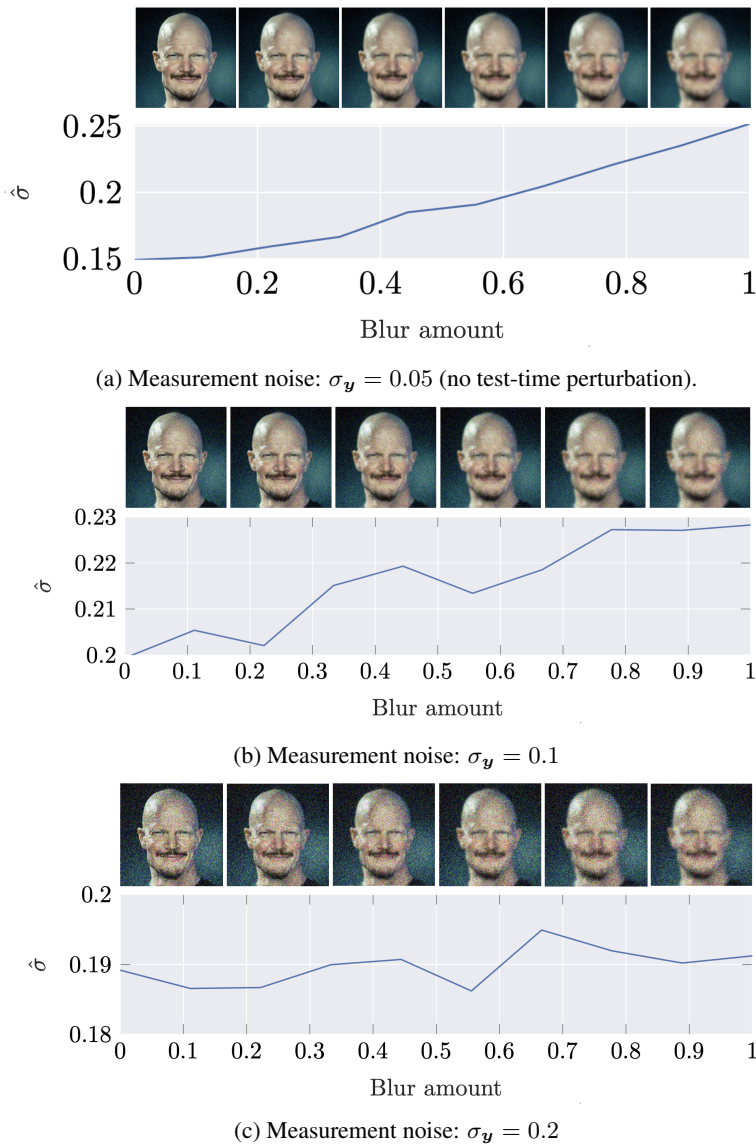 0.25
0.2
0.15
σ̂
0 0.2 0.4 0.6 0.8 1
Blur amount
(a) Measurement noise: σ_y = 0.05 (no test-time perturbation).
0.23
0.22
0.21
0.2
σ̂
0 0.1 0.2 0.3 0.4 0.5 0.6 0.7 0.8 0.9 1
Blur amount
(b) Measurement noise: σ_y = 0.1
0.2
0.19
0.18
σ̂
0 0.1 0.2 0.3 0.4 0.5 0.6 0.7 0.8 0.9 1
Blur amount
(c) Measurement noise: σ_y = 0.2